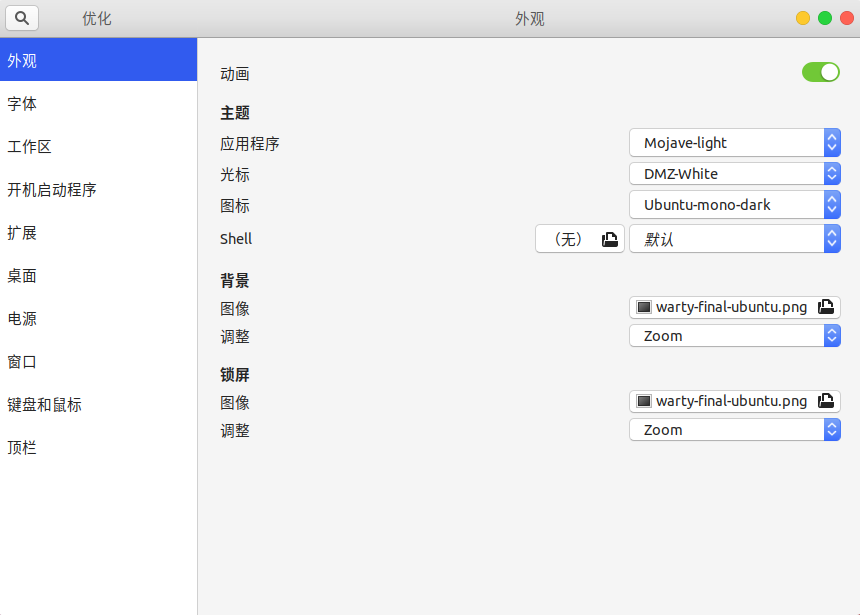 优化
外观
外观
字体
工作区
开机启动程序
扩展
桌面
电源
窗口
键盘和鼠标
顶栏
动画
主题
应用程序 Mojave-light
光标 DMZ-White
图标 Ubuntu-mono-dark
Shell （无） 默认
背景
图像 warty-final-ubuntu.png
调整 Zoom
锁屏
图像 warty-final-ubuntu.png
调整 Zoom